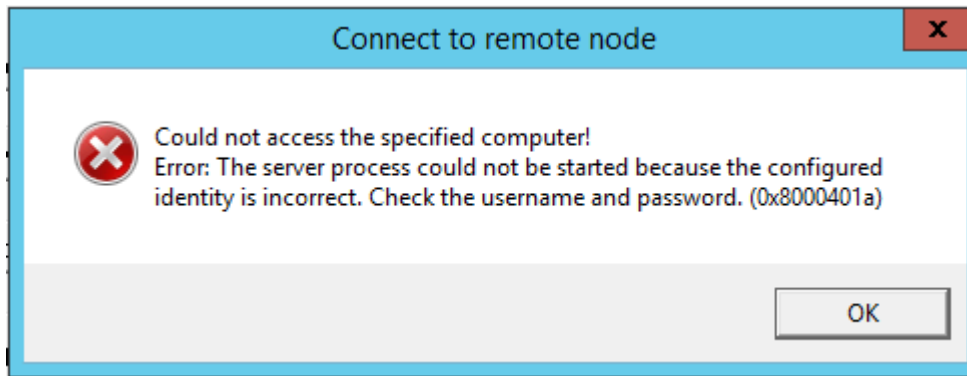 Connect to remote node
x
Could not access the specified computer!
Error: The server process could not be started because the configured
identity is incorrect. Check the username and password. (0x8000401a)
OK